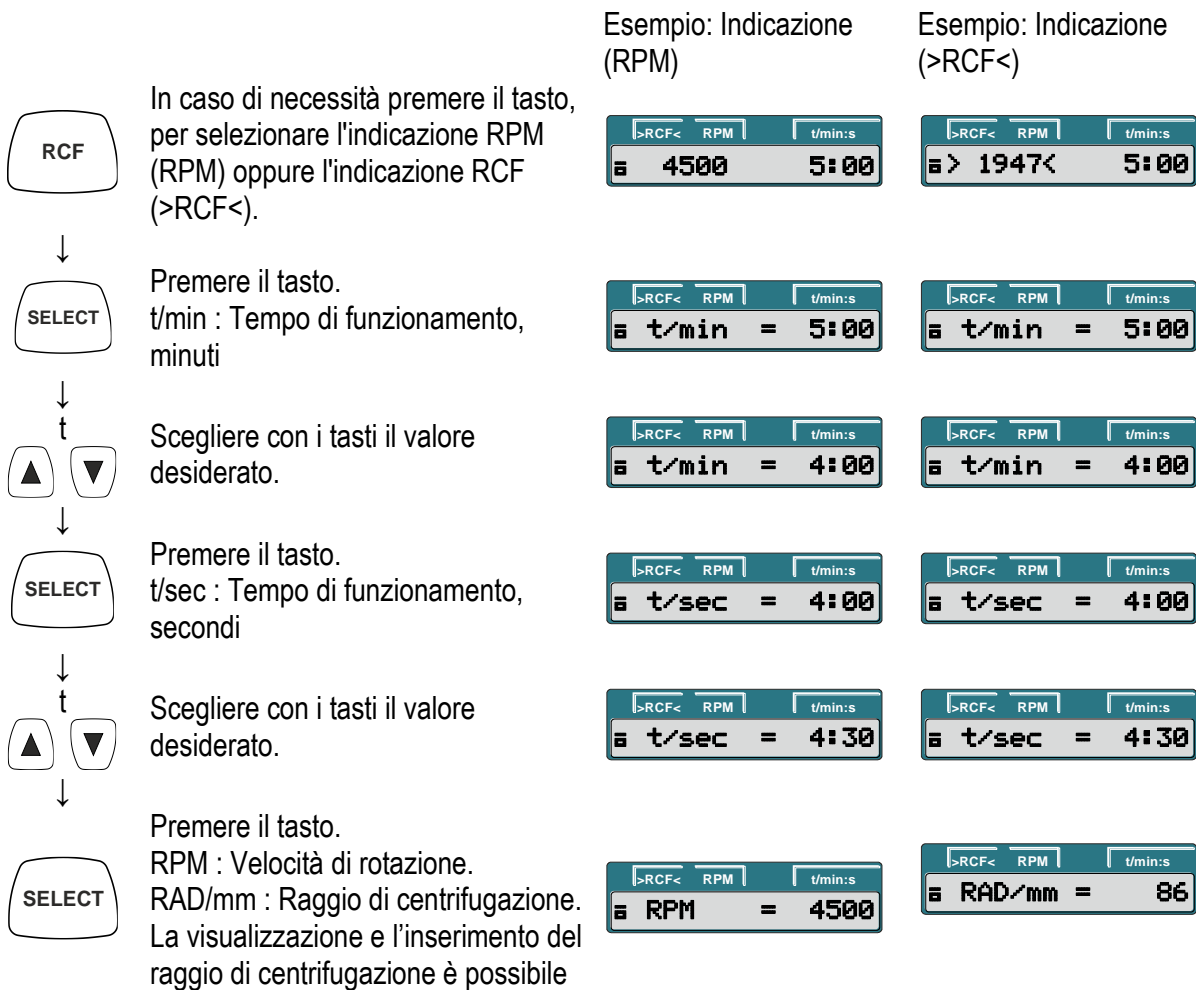 Esempio: Indicazione
(RPM)
Esempio: Indicazione
(>RCF<)
RCF
In caso di necessità premere il tasto,
per selezionare l'indicazione RPM
(RPM) oppure l'indicazione RCF
(>RCF<).
>RCF< RPM t/min:s
4500 5:00
>RCF< RPM t/min:s
> 1947< 5:00
↓
SELECT
Premere il tasto.
t/min : Tempo di funzionamento,
minuti
>RCF< RPM t/min:s
t/min = 5:00
>RCF< RPM t/min:s
t/min = 5:00
↓
t
▲ ▼
Scegliere con i tasti il valore
desiderato.
>RCF< RPM t/min:s
t/min = 4:00
>RCF< RPM t/min:s
t/min = 4:00
↓
SELECT
Premere il tasto.
t/sec : Tempo di funzionamento,
secondi
>RCF< RPM t/min:s
t/sec = 4:00
>RCF< RPM t/min:s
t/sec = 4:00
↓
t
▲ ▼
Scegliere con i tasti il valore
desiderato.
>RCF< RPM t/min:s
t/sec = 4:30
>RCF< RPM t/min:s
t/sec = 4:30
↓
SELECT
Premere il tasto.
RPM : Velocità di rotazione.
RAD/mm : Raggio di centrifugazione.
La visualizzazione e l’inserimento del
raggio di centrifugazione è possibile
>RCF< RPM t/min:s
RPM = 4500
>RCF< RPM t/min:s
RAD/mm = 86